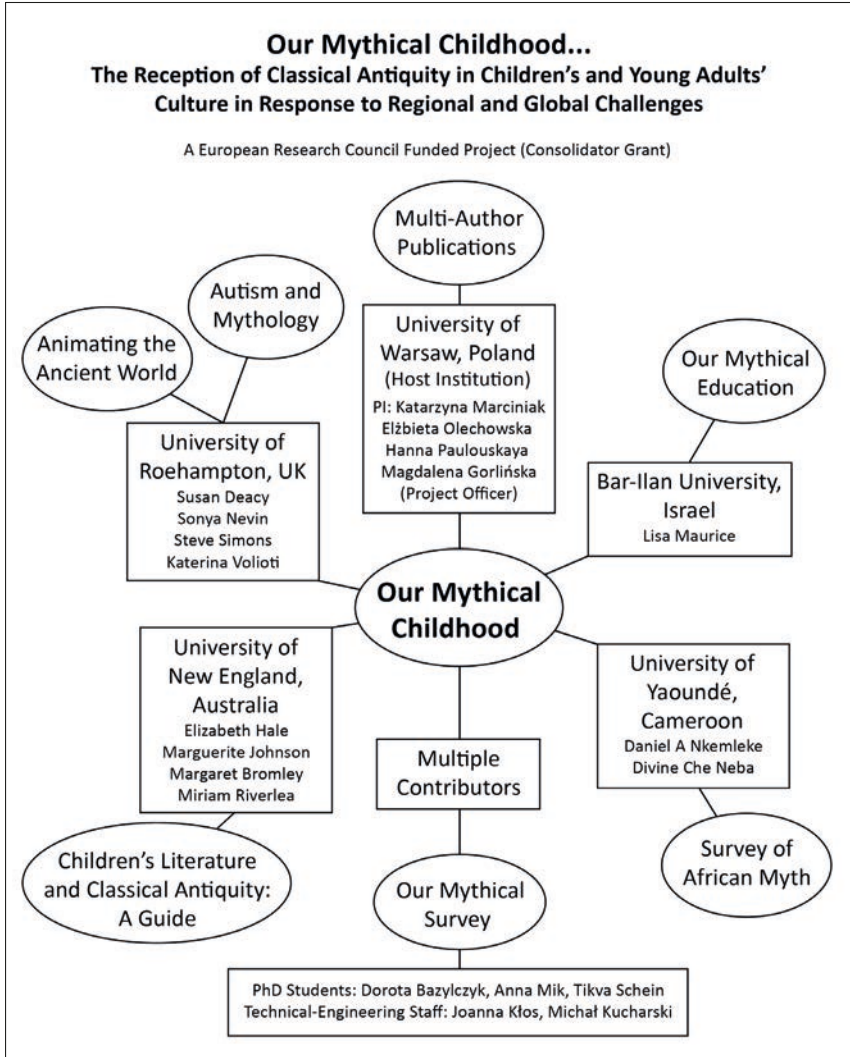 Our Mythical Childhood...
The Reception of Classical Antiquity in Children's and Young Adults'
Culture in Response to Regional and Global Challenges
A European Research Council Funded Project (Consolidator Grant)
Multi-Author
Publications
Autism and
Mythology
Animating the
Ancient World
University of
Warsaw, Poland
(Host Institution)
PI: Katarzyna Marciniak
Elżbieta Olechowska
Hanna Paulouskaya
Magdalena Gorlińska
(Project Officer)
Our Mythical
Education
University of
Roehampton, UK
Susan Deacy
Sonya Nevin
Steve Simons
Katerina Volioti
Bar-Ilan University,
Israel
Lisa Maurice
Our Mythical
Childhood
University of
New England,
Australia
Elizabeth Hale
Marguerite Johnson
Margaret Bromley
Miriam Riverlea
Multiple
Contributors
University of
Yaoundé,
Cameroon
Daniel A Nkemleke
Divine Che Neba
Children's Literature
and Classical Antiquity:
A Guide
Our Mythical
Survey
Survey of
African Myth
PhD Students: Dorota Bazylczyk, Anna Mik, Tikva Schein
Technical-Engineering Staff: Joanna Kłos, Michał Kucharski